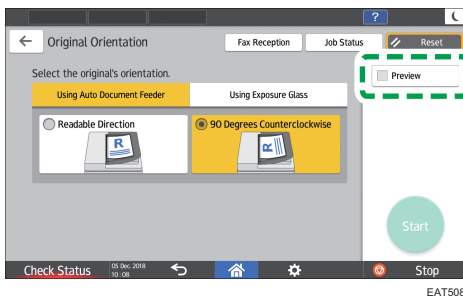 ?
Original Orientation
Fax Reception
Job Status
Reset
Select the original's orientation.
Preview
Using Auto Document Feeder
Using Exposure Glass
Readable Direction
90 Degrees Counterclockwise
R
R
Start
Check Status
05 Dec. 2018
10 : 08
Stop
EAT508